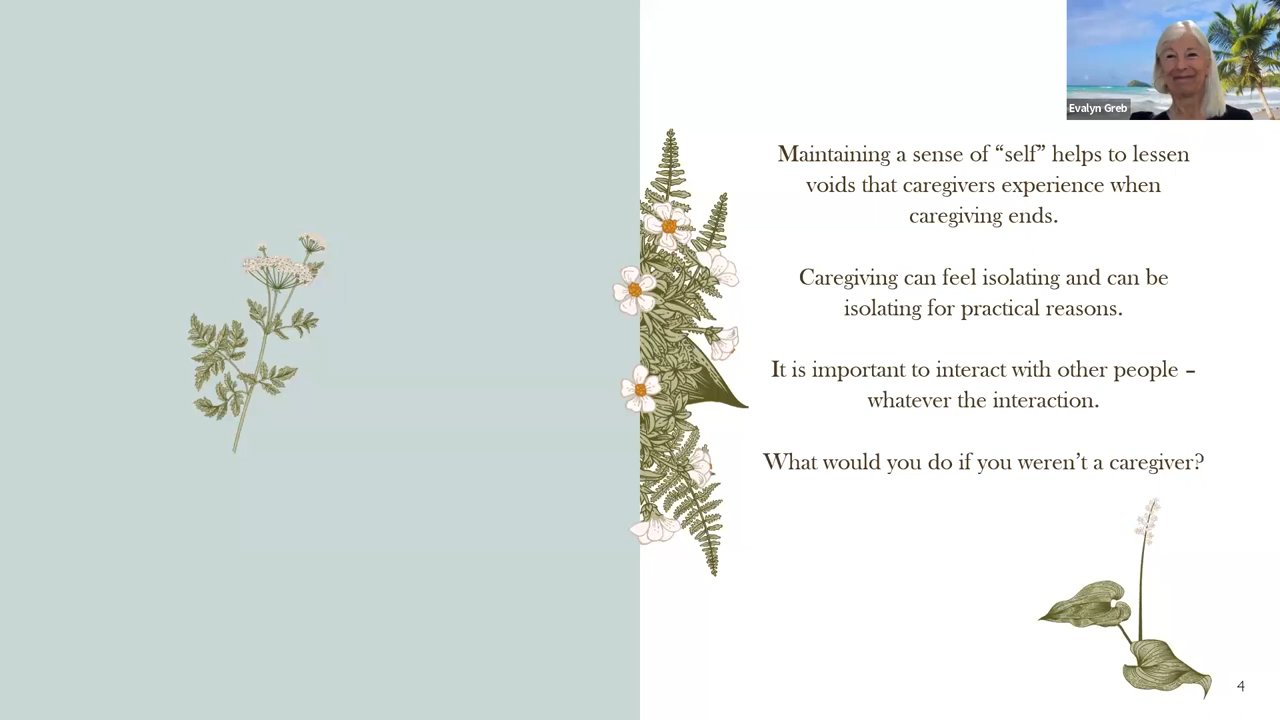 Evalyn Greb
Maintaining a sense of “self” helps to lessen
voids that caregivers experience when
caregiving ends.
Caregiving can feel isolating and can be
isolating for practical reasons.
It is important to interact with other people –
whatever the interaction.
What would you do if you weren’t a caregiver?
4